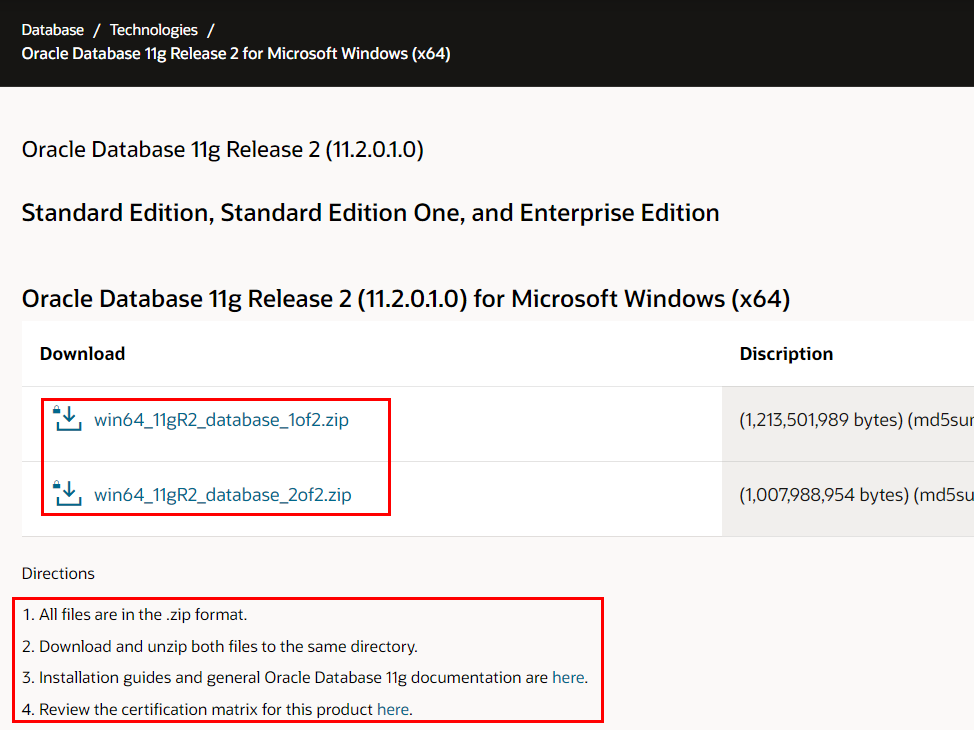 Database / Technologies /
Oracle Database 11g Release 2 for Microsoft Windows (x64)
Oracle Database 11g Release 2 (11.2.0.1.0)
Standard Edition, Standard Edition One, and Enterprise Edition
Oracle Database 11g Release 2 (11.2.0.1.0) for Microsoft Windows (x64)
Download Discription
win64_11gR2_database_1of2.zip (1,213,501,989 bytes)
win64_11gR2_database_2of2.zip (1,007,988,954 bytes)
Directions
1. All files are in the .zip format.
2. Download and unzip both files to the same directory.
3. Installation guides and general Oracle Database 11g documentation are here.
4. Review the certification matrix for this product here.